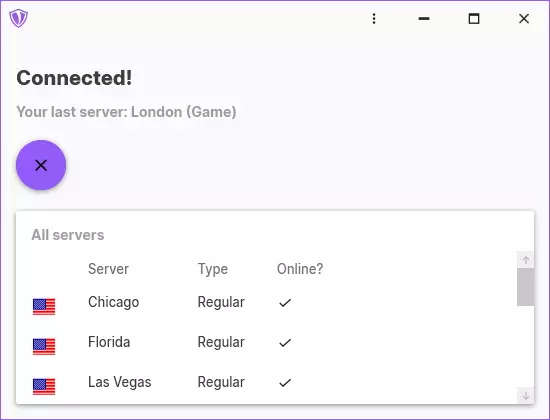 Connected!
Your last server: London (Game)
All servers
Server Type Online?
Chicago Regular
Florida Regular
Las Vegas Regular